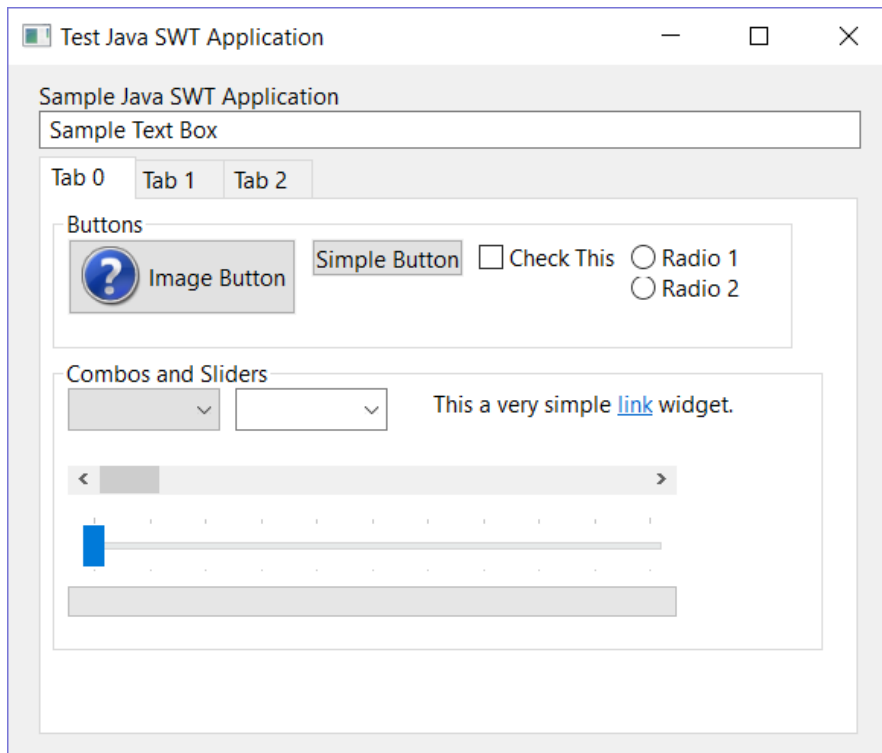 Test Java SWT Application
Sample Java SWT Application
Sample Text Box
Tab 0 Tab 1 Tab 2
Buttons
Image Button Simple Button Check This Radio 1
Radio 2
Combos and Sliders
This a very simple link widget.